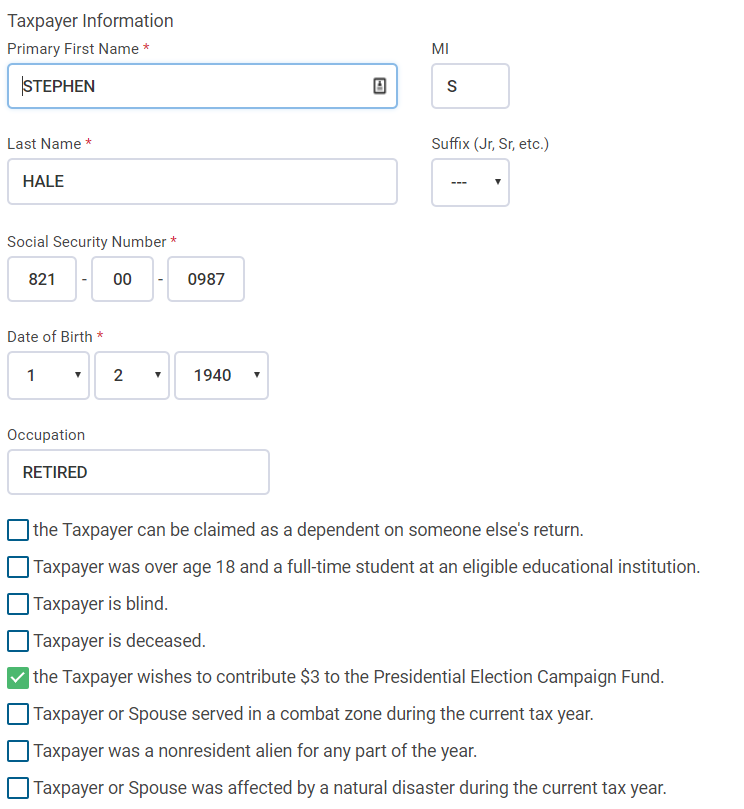 Taxpayer Information
Primary First Name * MI
STEPHEN S
Last Name * Suffix (Jr, Sr, etc.)
HALE ---
Social Security Number *
821 - 00 - 0987
Date of Birth *
1 2 1940
Occupation
RETIRED
the Taxpayer can be claimed as a dependent on someone else's return.
Taxpayer was over age 18 and a full-time student at an eligible educational institution.
Taxpayer is blind.
Taxpayer is deceased.
the Taxpayer wishes to contribute $3 to the Presidential Election Campaign Fund.
Taxpayer or Spouse served in a combat zone during the current tax year.
Taxpayer was a nonresident alien for any part of the year.
Taxpayer or Spouse was affected by a natural disaster during the current tax year.